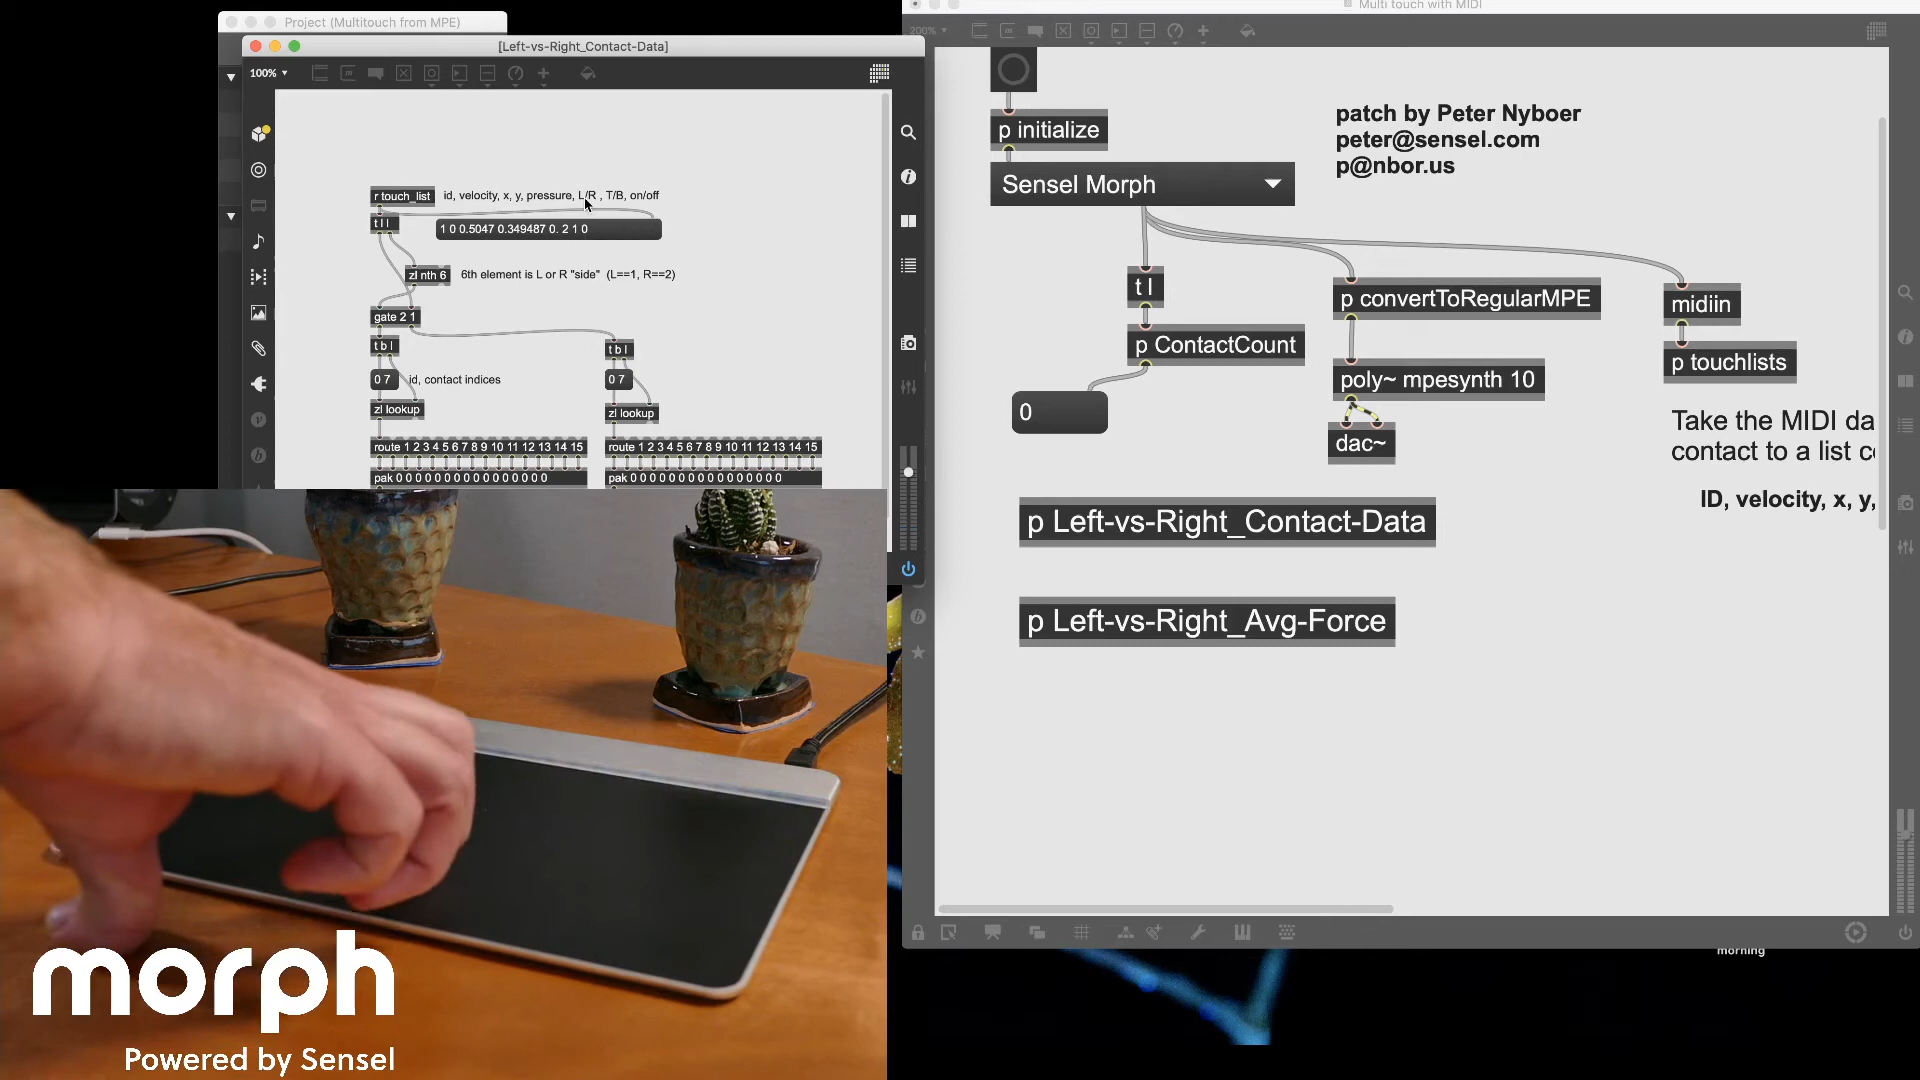 Project (Multitouch from MPE)
[Left-vs-Right_Contact-Data]
100%
r touch_list
id, velocity, x, y, pressure, L/R , T/B, on/off
t l l
1 0 0.5047 0.349487 0. 2 1 0
zl nth 6
6th element is L or R "side" (L==1, R==2)
gate 2 1
t b l
t b l
0 7
id, contact indices
0 7
zl lookup
zl lookup
route 1 2 3 4 5 6 7 8 9 10 11 12 13 14 15
route 1 2 3 4 5 6 7 8 9 10 11 12 13 14 15
pak 0 0 0 0 0 0 0 0 0 0 0 0 0 0 0
pak 0 0 0 0 0 0 0 0 0 0 0 0 0 0 0
Multi touch with MIDI
200%
p initialize
patch by Peter Nyboer
peter@sensel.com
p@nbor.us
Sensel Morph
t l
p convertToRegularMPE
midiin
p ContactCount
p touchlists
poly~ mpesynth 10
0
dac~
Take the MIDI da
contact to a list c
ID, velocity, x, y,
p Left-vs-Right_Contact-Data
p Left-vs-Right_Avg-Force
morning
morph
Powered by Sensel